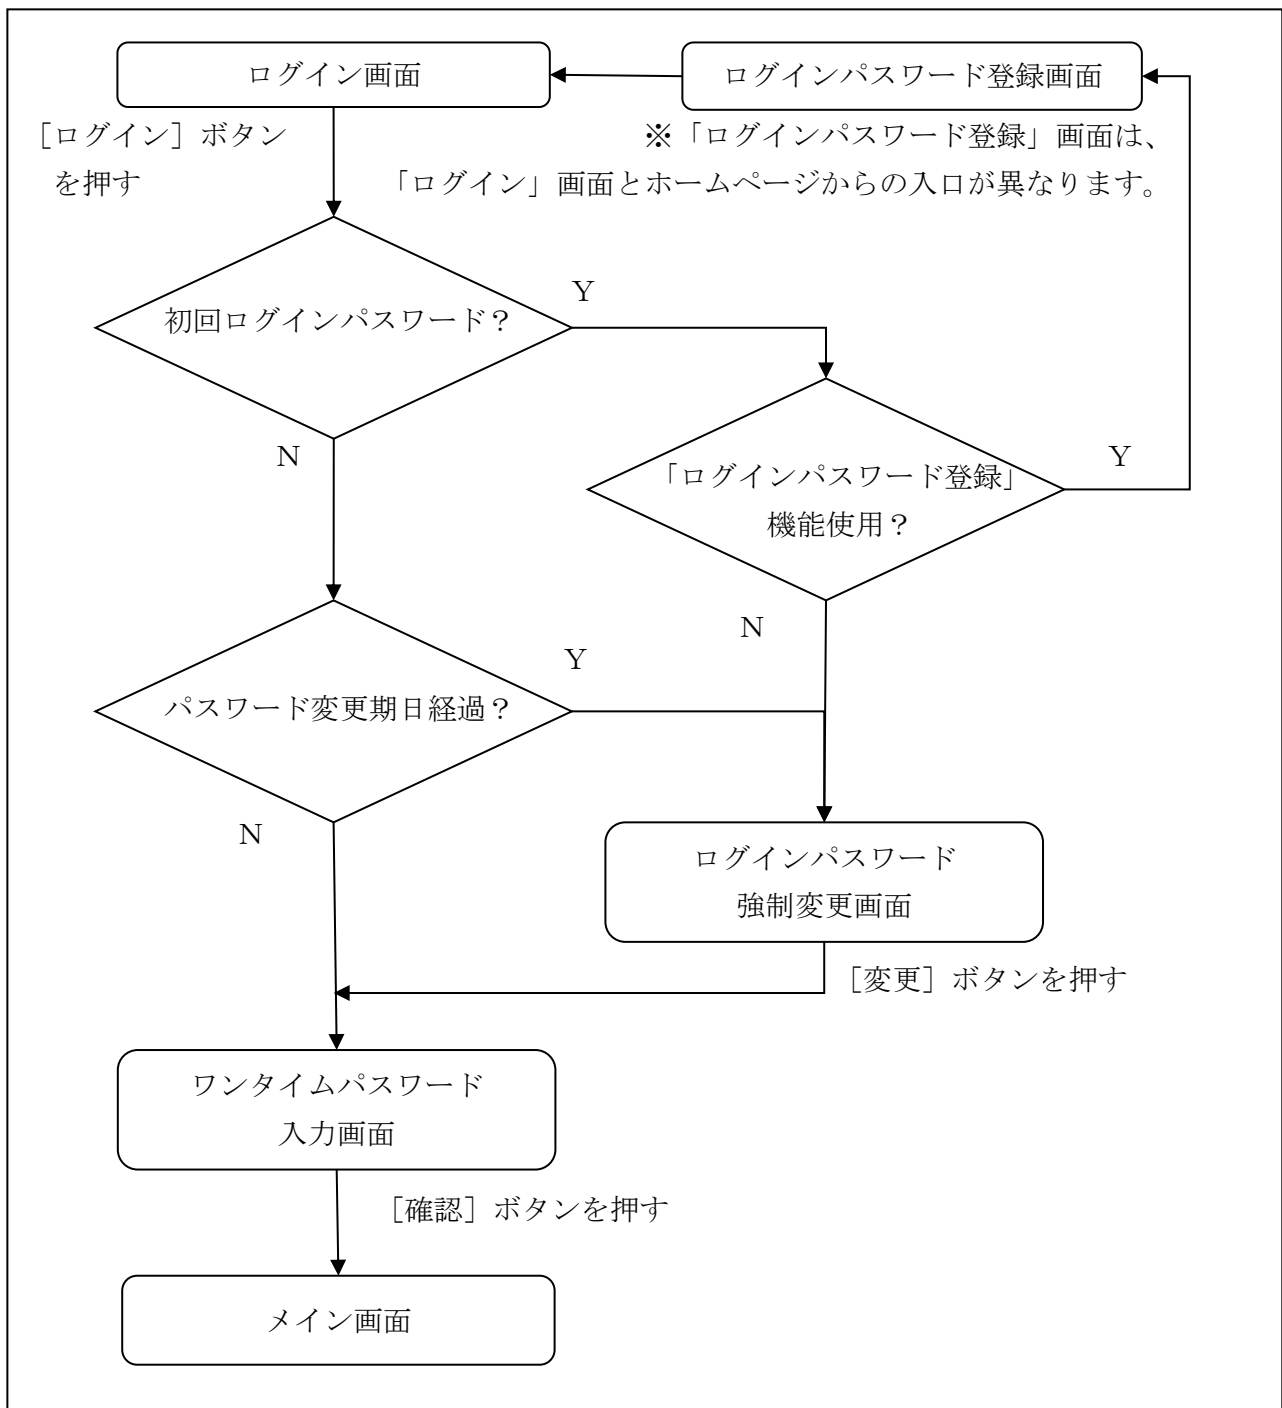 ログイン画面
ログインパスワード登録画面
［ログイン］ボタン
を押す
※「ログインパスワード登録」画面は、
「ログイン」画面とホームページからの入口が異なります。
初回ログインパスワード？
Y
N
「ログインパスワード登録」
機能使用？
Y
N
パスワード変更期日経過？
Y
N
ログインパスワード
強制変更画面
［変更］ボタンを押す
ワンタイムパスワード
入力画面
［確認］ボタンを押す
メイン画面